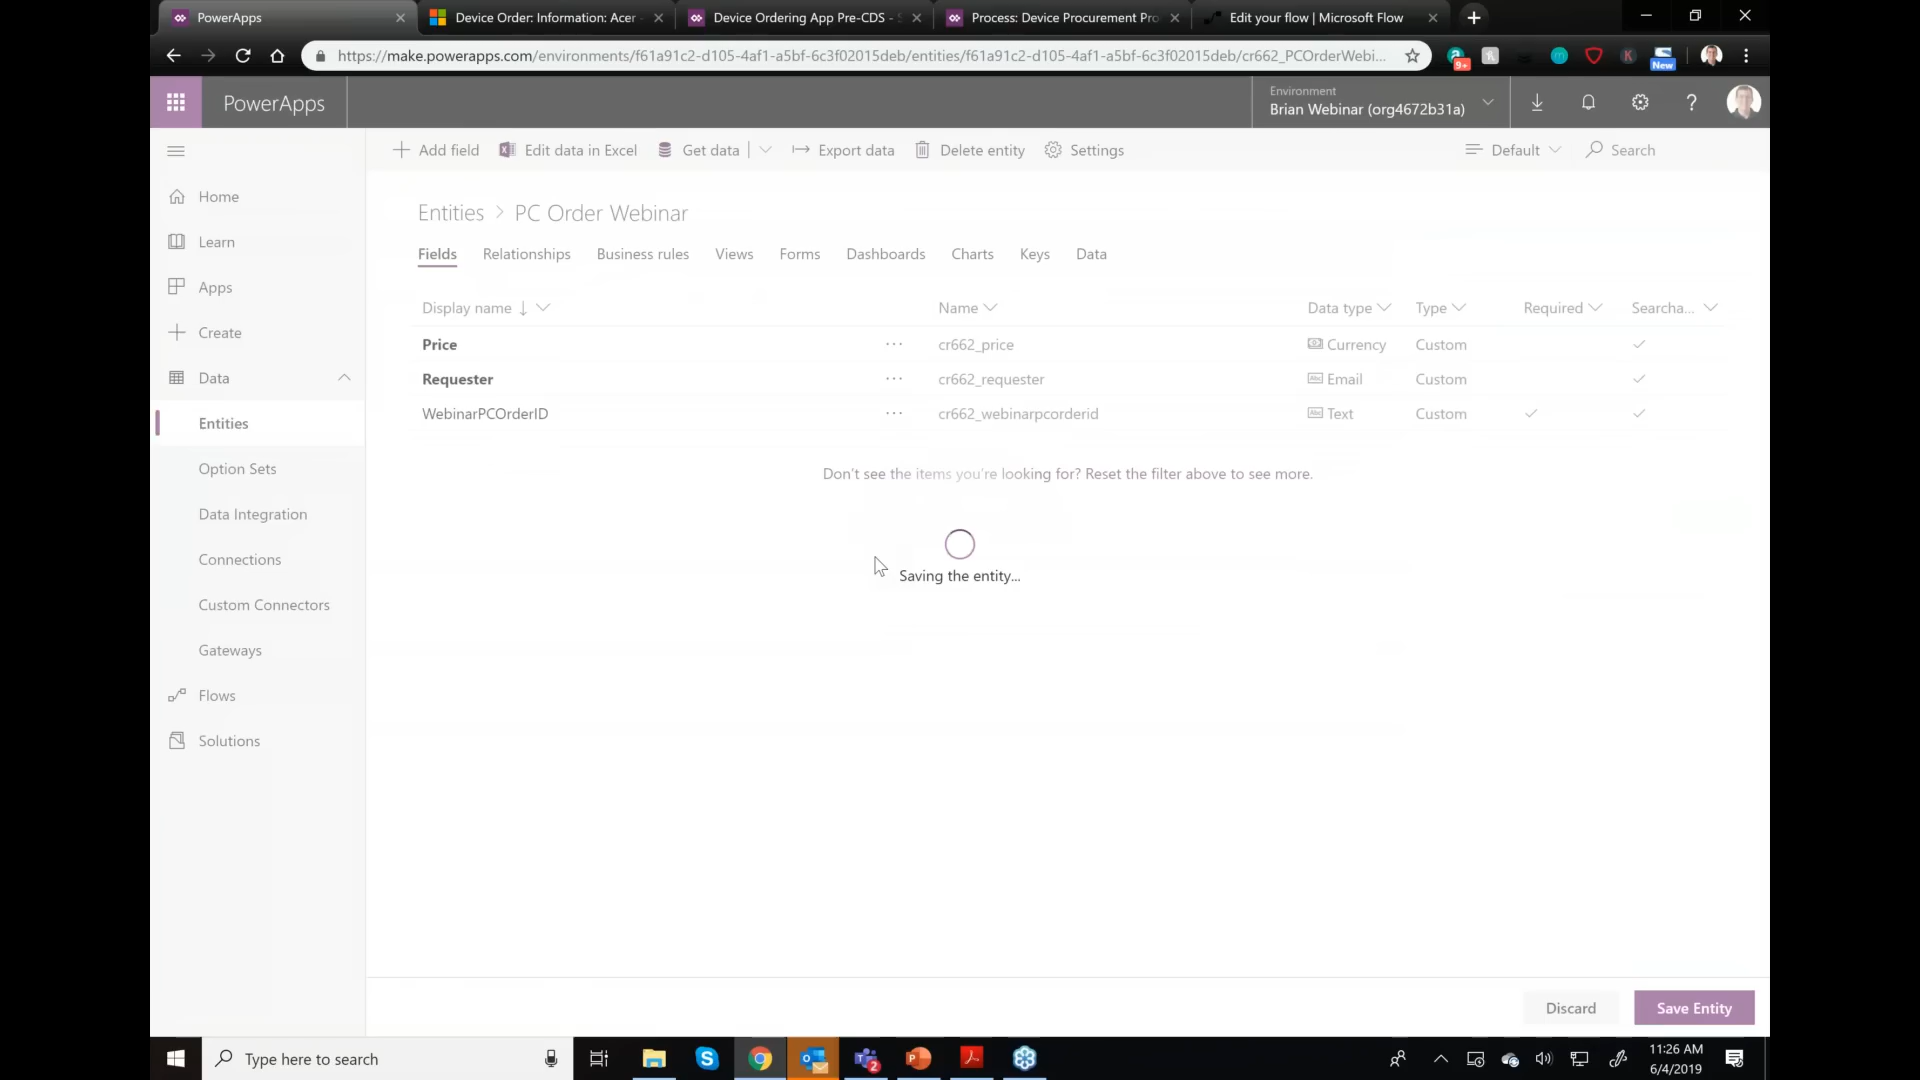 PowerApps
Device Order: Information: Acer
Device Ordering App Pre-CDS - S
Process: Device Procurement Pro
Edit your flow | Microsoft Flow
https://make.powerapps.com/environments/f61a91c2-d105-4af1-a5bf-6c3f02015deb/entities/f61a91c2-d105-4af1-a5bf-6c3f02015deb/cr662_PCOrderWebi...
9+
K
New
PowerApps
Environment
Brian Webinar (org4672b31a)
?
Add field
Edit data in Excel
Get data
Export data
Delete entity
Settings
Default
Search
Home
Learn
Apps
Create
Data
Entities
Option Sets
Data Integration
Connections
Custom Connectors
Gateways
Flows
Solutions
Entities > PC Order Webinar
Fields Relationships Business rules Views Forms Dashboards Charts Keys Data
Display name ↓ Name Data type Type Required Searcha...
Price ... cr662_price Currency Custom
Requester ... cr662_requester Email Custom
WebinarPCOrderID ... cr662_webinarpcorderid Text Custom
Don't see the items you're looking for? Reset the filter above to see more.
Saving the entity...
Discard
Save Entity
Type here to search
2
11:26 AM
6/4/2019